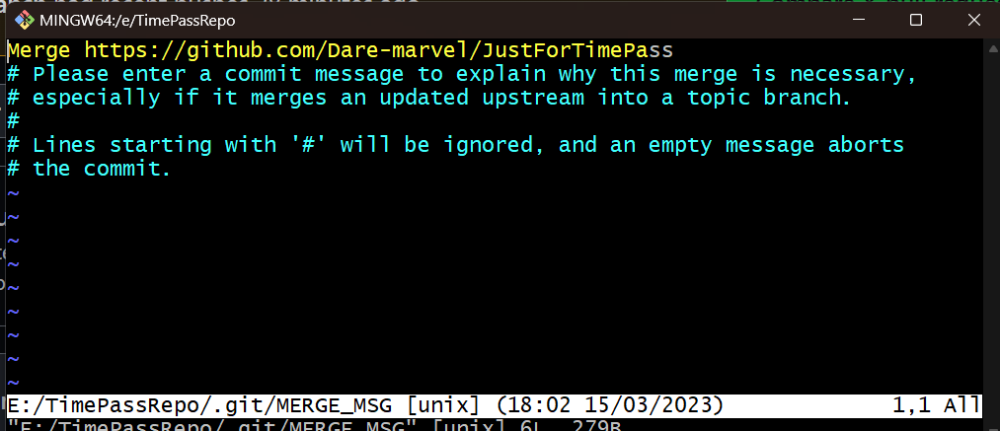 MINGW64:/e/TimePassRepo
Merge https://github.com/Dare-marvel/JustForTimePass
# Please enter a commit message to explain why this merge is necessary,
# especially if it merges an updated upstream into a topic branch.
#
# Lines starting with '#' will be ignored, and an empty message aborts
# the commit.
~
~
~
~
~
~
~
~
~
E:/TimePassRepo/.git/MERGE_MSG [unix] (18:02 15/03/2023) 1,1 All
"E:/TimePassRepo/.git/MERGE_MSG" [unix] 6L, 279B